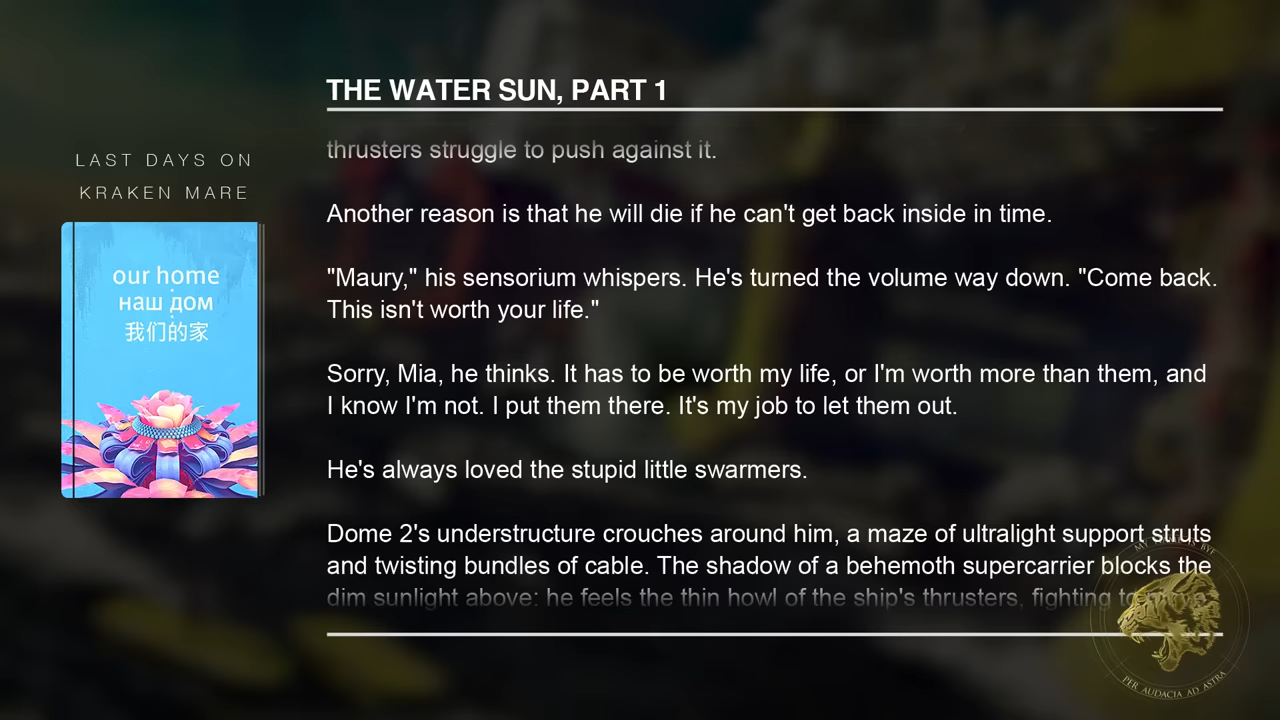 THE WATER SUN, PART 1
LAST DAYS ON
KRAKEN MARE
our home
наш дом
我们的家
thrusters struggle to push against it.
Another reason is that he will die if he can't get back inside in time.
"Maury," his sensorium whispers. He's turned the volume way down. "Come back.
This isn't worth your life."
Sorry, Mia, he thinks. It has to be worth my life, or I'm worth more than them, and
I know I'm not. I put them there. It's my job to let them out.
He's always loved the stupid little swarmers.
Dome 2's understructure crouches around him, a maze of ultralight support struts
and twisting bundles of cable. The shadow of a behemoth supercarrier blocks the
dim sunlight above: he feels the thin howl of the ship's thrusters, fighting to
PER AUDACIA AD ASTRA